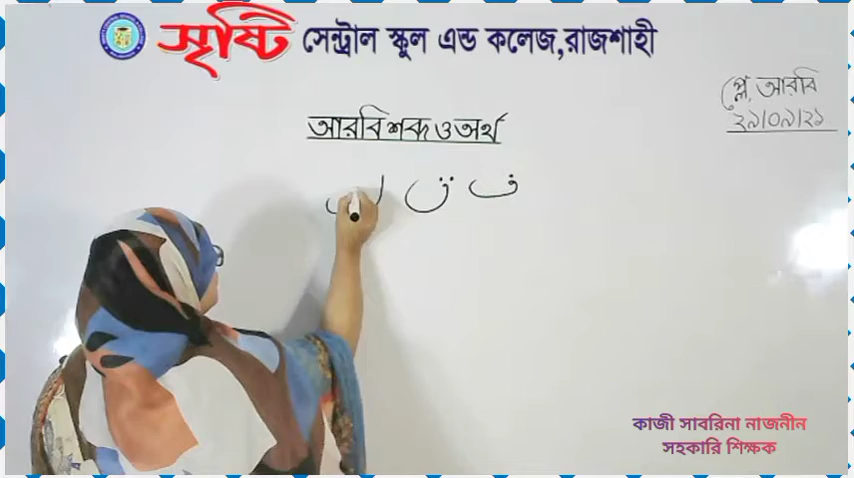 সৃষ্টি সেন্ট্রাল স্কুল এন্ড কলেজ,রাজশাহী
প্লে, আরবি
২৯/০৯/২১
আরবি শব্দ ও অর্থ
ف ق ل
কাজী সাবরিনা নাজনীন
সহকারি শিক্ষক